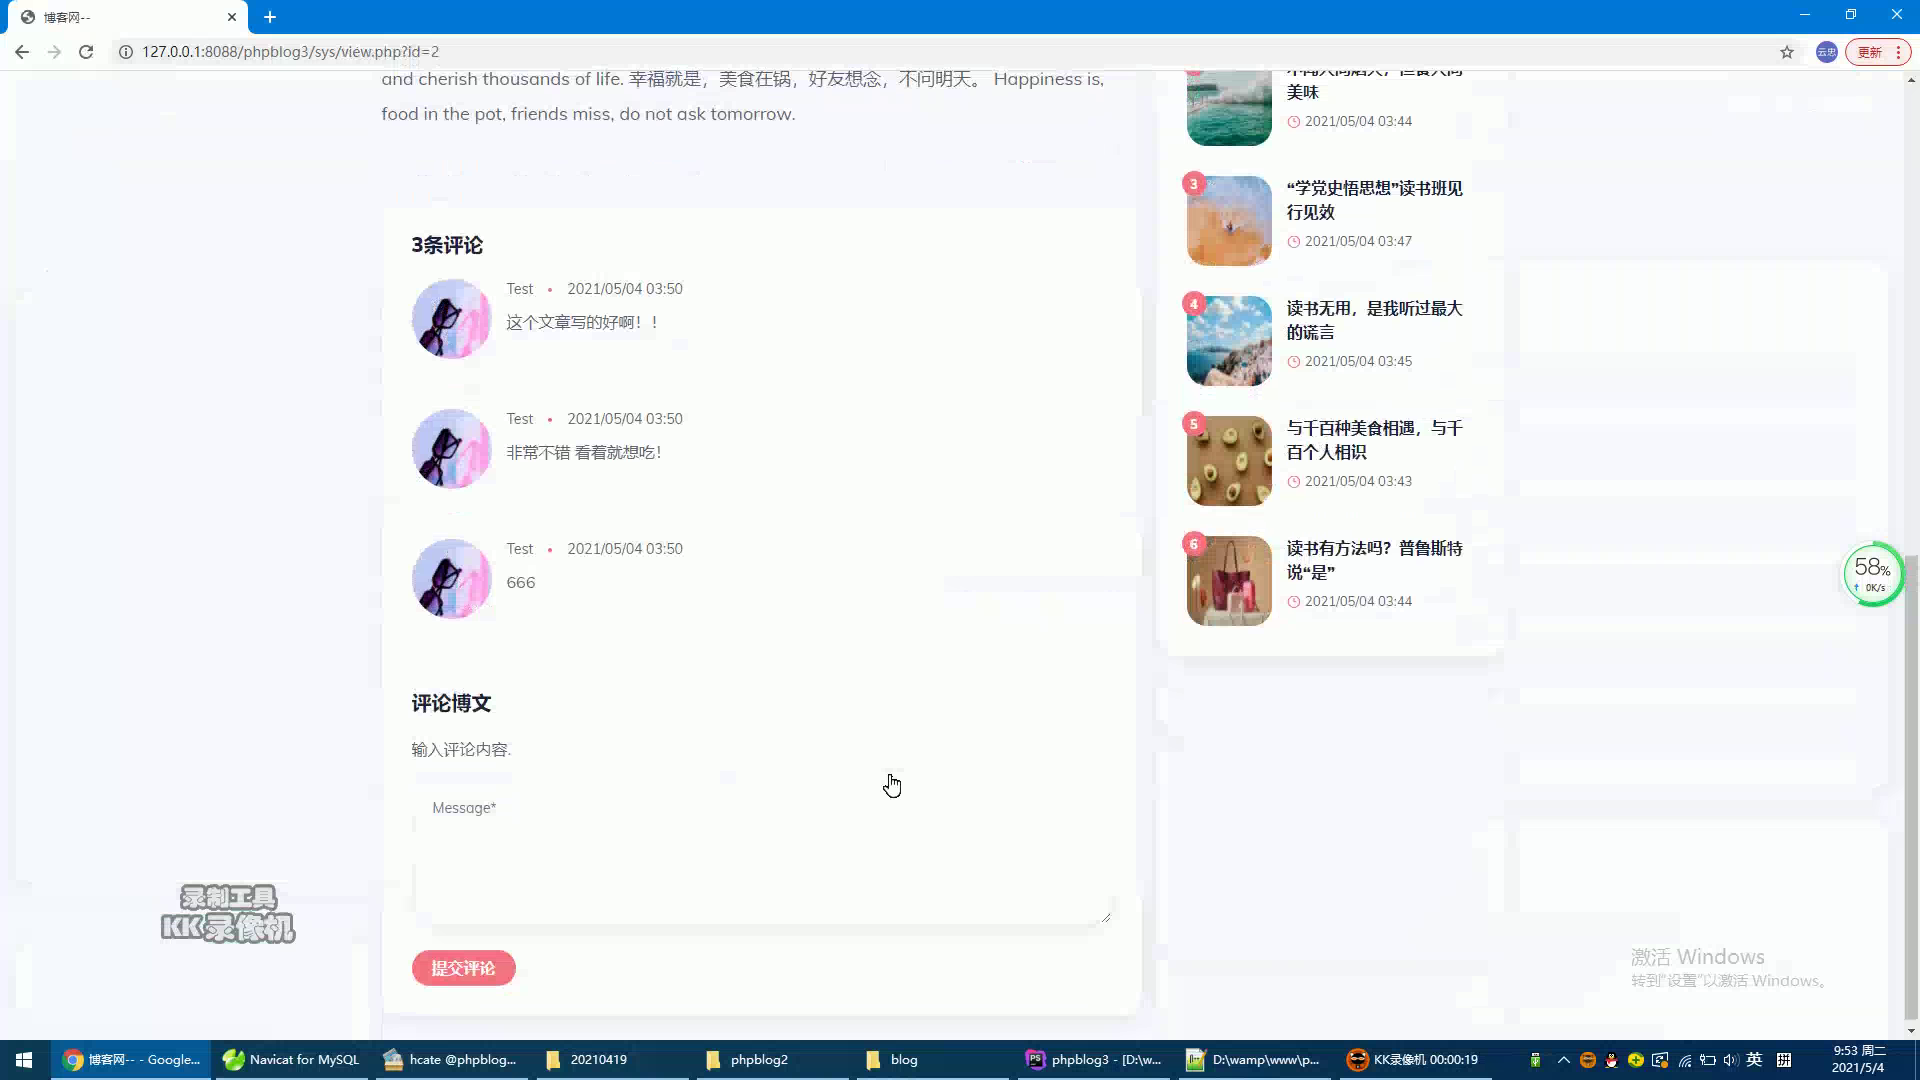 博客网--
127.0.0.1:8088/phpblog3/sys/view.php?id=2
云忠
更新
and cherish thousands of life. 幸福就是，美食在锅，好友想念，不问明天。 Happiness is,
food in the pot, friends miss, do not ask tomorrow.
3条评论
Test • 2021/05/04 03:50
这个文章写的好啊！！
Test • 2021/05/04 03:50
非常不错 看着就想吃！
Test • 2021/05/04 03:50
666
评论博文
输入评论内容.
Message*
提交评论
美味
2021/05/04 03:44
3
“学党史悟思想”读书班见
行见效
2021/05/04 03:47
4
读书无用，是我听过最大
的谎言
2021/05/04 03:45
5
与千百种美食相遇，与千
百个人相识
2021/05/04 03:43
6
读书有方法吗？普鲁斯特
说“是”
2021/05/04 03:44
58%
0K/s
录制工具
KK录像机
激活 Windows
转到“设置”以激活 Windows。
博客网-- - Google...
Navicat for MySQL
hcate @phpblog...
20210419
phpblog2
blog
phpblog3 - [D:\w...
D:\wamp\www\p...
KK录像机 00:00:19
英
拼
9:53 周二
2021/5/4